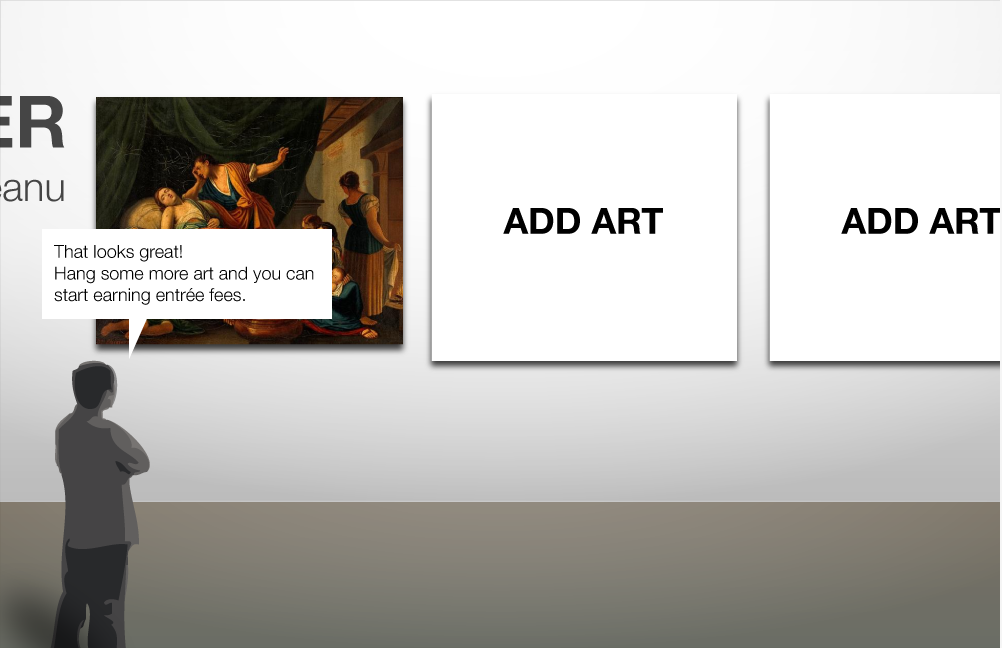 ER
eanu
That looks great!
Hang some more art and you can
start earning entrée fees.
ADD ART
ADD ART